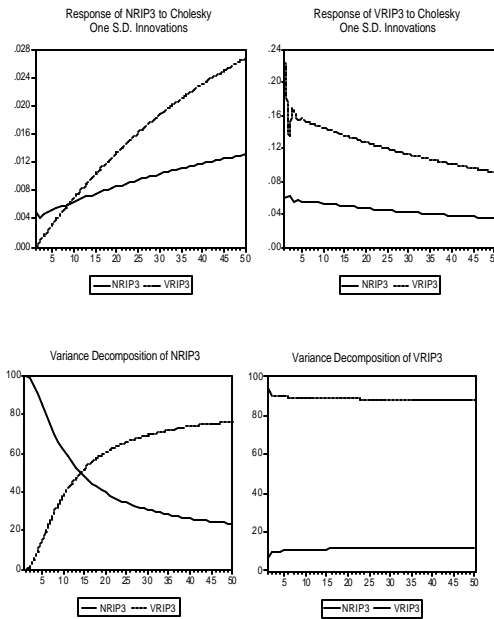 Response of NRIP3 to Cholesky
One S.D. Innovations
.028
.024
.020
.016
.012
.008
.004
.000
5 10 15 20 25 30 35 40 45 50
NRIP3 VRIP3
Response of VRIP3 to Cholesky
One S.D. Innovations
.24
.20
.16
.12
.08
.04
.00
5 10 15 20 25 30 35 40 45 50
NRIP3 VRIP3
Variance Decomposition of NRIP3
100
80
60
40
20
0
5 10 15 20 25 30 35 40 45 50
NRIP3 VRIP3
Variance Decomposition of VRIP3
100
80
60
40
20
0
5 10 15 20 25 30 35 40 45 50
NRIP3 VRIP3